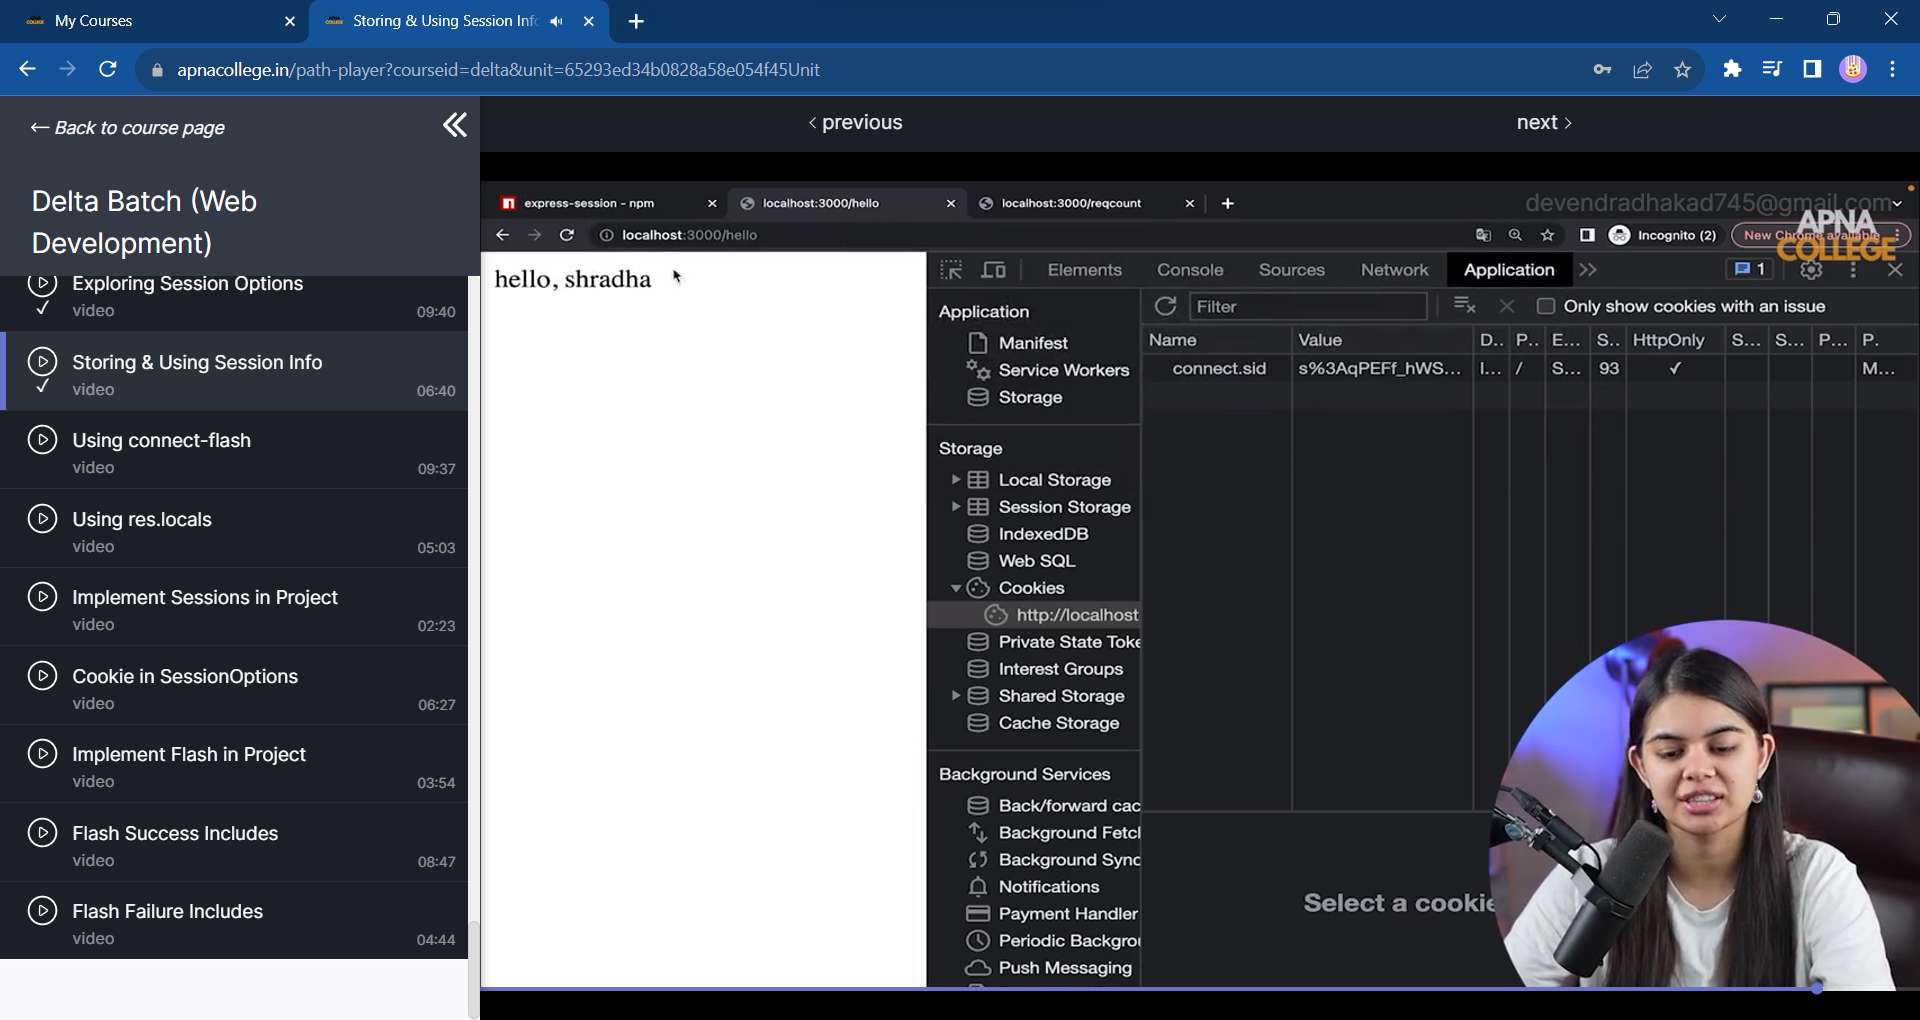 My Courses
Storing & Using Session Info
apnacollege.in/path-player?courseid=delta&unit=65293ed34b0828a58e054f45Unit
← Back to course page
< previous
next >
Delta Batch (Web
Development)
Exploring Session Options
video
09:40
Storing & Using Session Info
video
06:40
Using connect-flash
video
09:37
Using res.locals
video
05:03
Implement Sessions in Project
video
02:23
Cookie in SessionOptions
video
06:27
Implement Flash in Project
video
03:54
Flash Success Includes
video
08:47
Flash Failure Includes
video
04:44
express-session - npm
localhost:3000/hello
localhost:3000/reqcount
devendradhakad745@gmail.com
APNA
COLLEGE
localhost:3000/hello
Incognito (2)
New Chrome available
hello, shradha
Elements
Console
Sources
Network
Application
1
Application
Manifest
Service Workers
Storage
Storage
Local Storage
Session Storage
IndexedDB
Web SQL
Cookies
http://localhost
Private State Toke
Interest Groups
Shared Storage
Cache Storage
Background Services
Back/forward cac
Background Fetcl
Background Sync
Notifications
Payment Handler
Periodic Backgro
Push Messaging
Filter
Only show cookies with an issue
Name Value D.. P.. E... S.. HttpOnly S... S... P... P.
connect.sid s%3AqPEFf_hWS... l... / S... 93 ✓ M...
Select a cookie